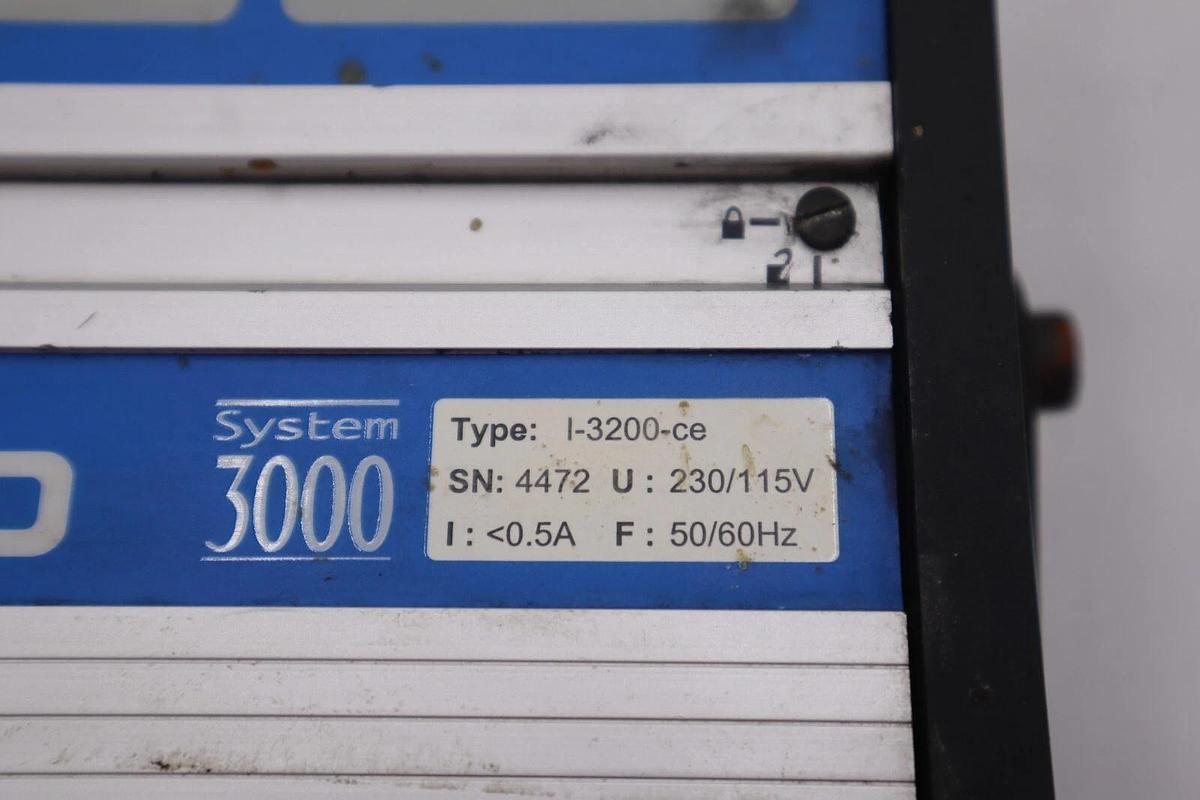 System
3000
Type: I-3200-ce
SN: 4472 U : 230/115V
I : <0.5A F : 50/60Hz